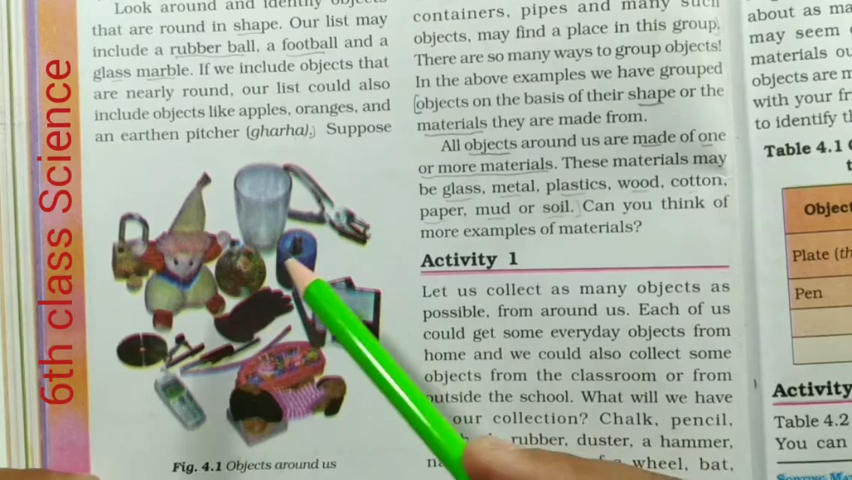 6th class Science
Look around and identify objects
that are round in shape. Our list may
include a rubber ball, a football and a
glass marble. If we include objects that
are nearly round, our list could also
include objects like apples, oranges, and
an earthen pitcher (gharha). Suppose
Fig. 4.1 Objects around us
containers, pipes and many such
objects, may find a place in this group.
There are so many ways to group objects!
In the above examples we have grouped
objects on the basis of their shape or the
materials they are made from.
All objects around us are made of one
or more materials. These materials may
be glass, metal, plastics, wood, cotton,
paper, mud or soil. Can you think of
more examples of materials?
Activity 1
Let us collect as many objects as
possible, from around us. Each of us
could get some everyday objects from
home and we could also collect some
objects from the classroom or from
outside the school. What will we have
our collection? Chalk, pencil,
rubber, duster, a hammer,
wheel, bat,
about as
may seem
materials
objects are
with your
to identify
Table 4.1
Object
Plate
Pen
Activity
Table 4.2
You can